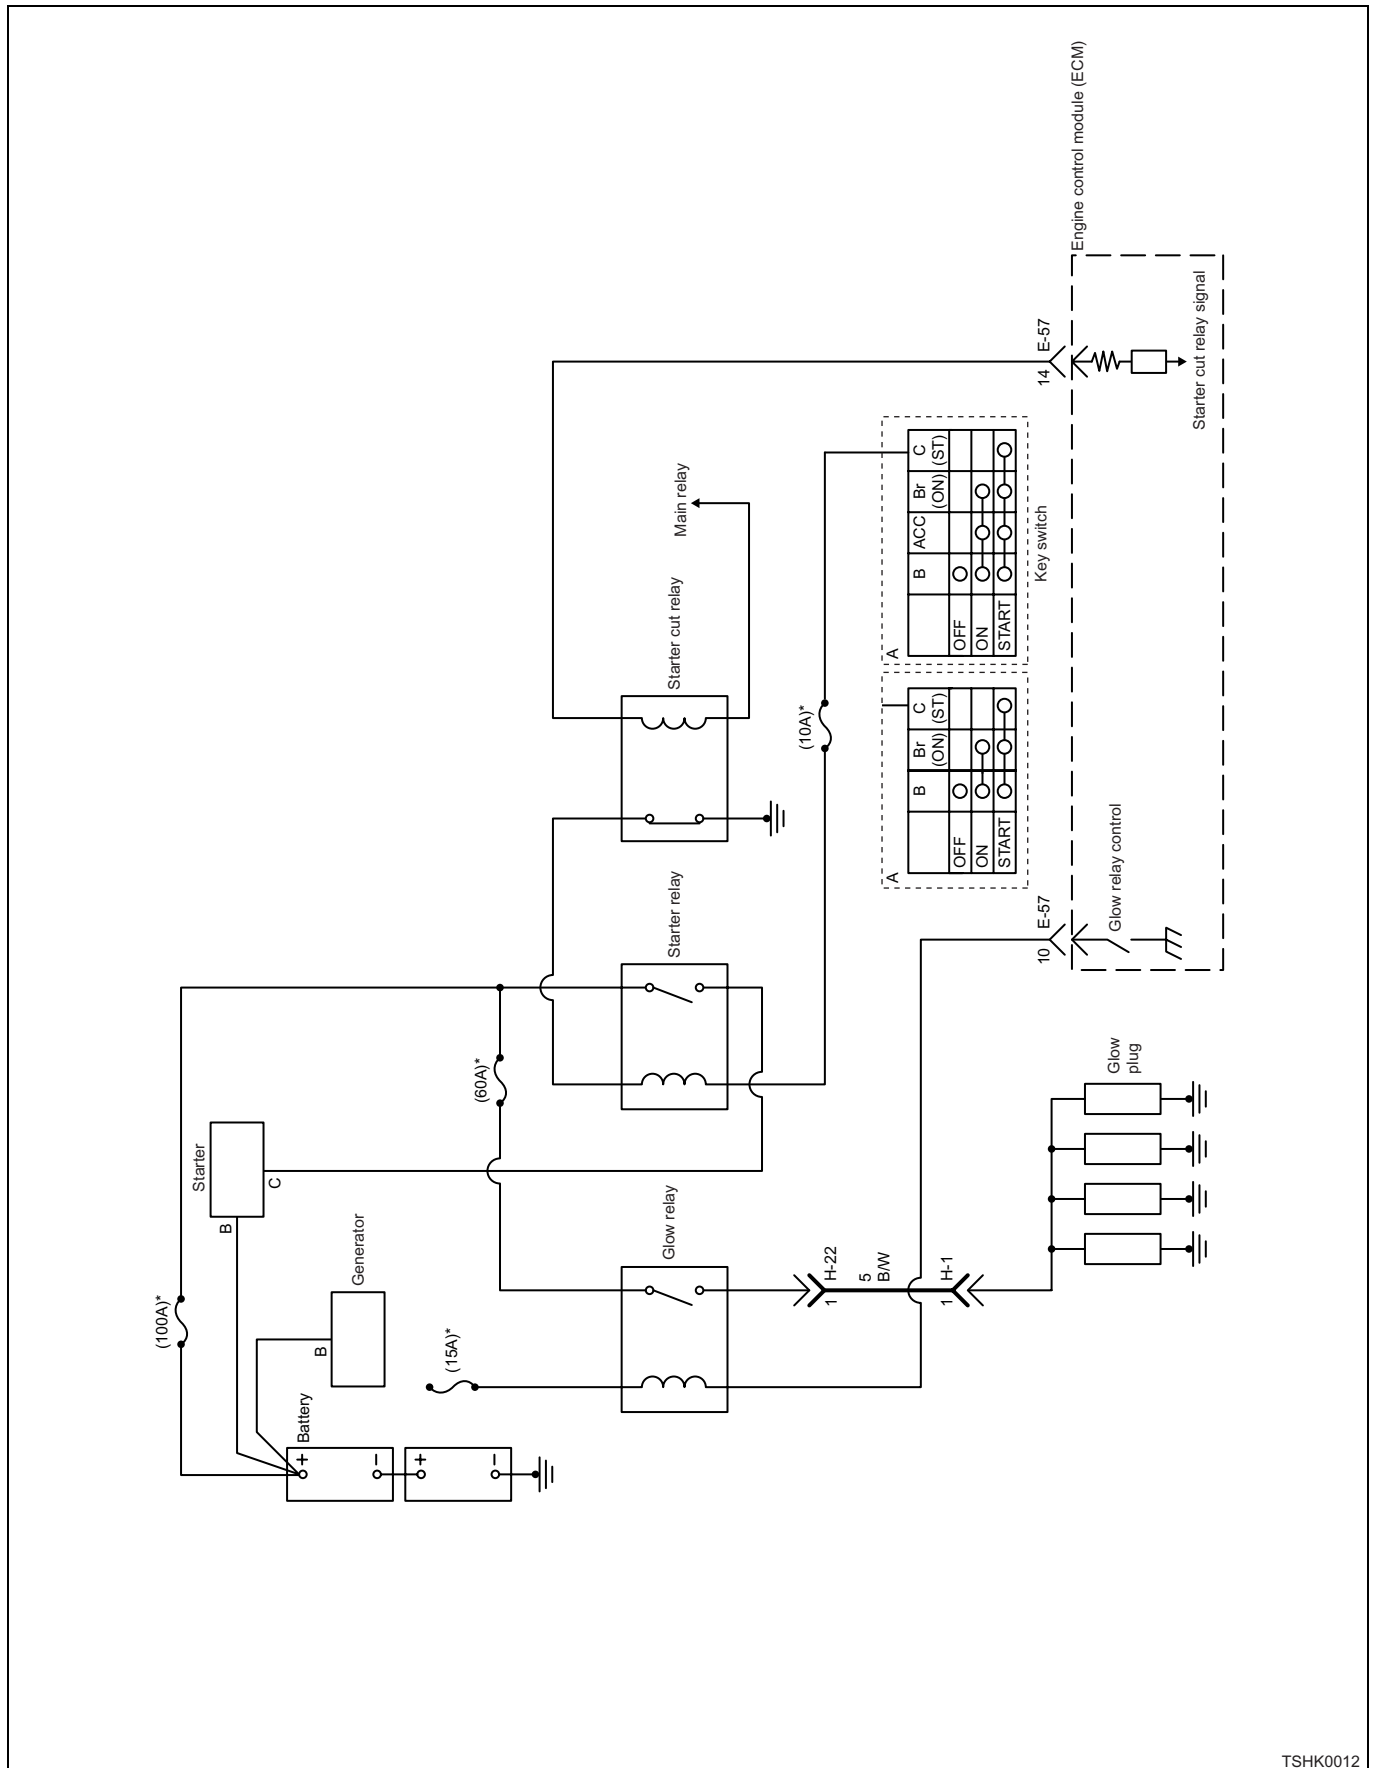 Engine control module (ECM)
Starter cut relay signal
E-57
14
Main relay
Starter cut relay
(10A)*
A
B
ACC
Br
(ON)
C
(ST)
OFF
ON
START
Key switch
A
B
Br
(ON)
C
(ST)
OFF
ON
START
Glow relay control
E-57
10
Starter relay
(60A)*
Starter
B
C
Glow
plug
Glow relay
Generator
B
(100A)*
(15A)*
H-22
1
5
B/W
H-1
1
Battery
+
−
+
−
TSHK0012